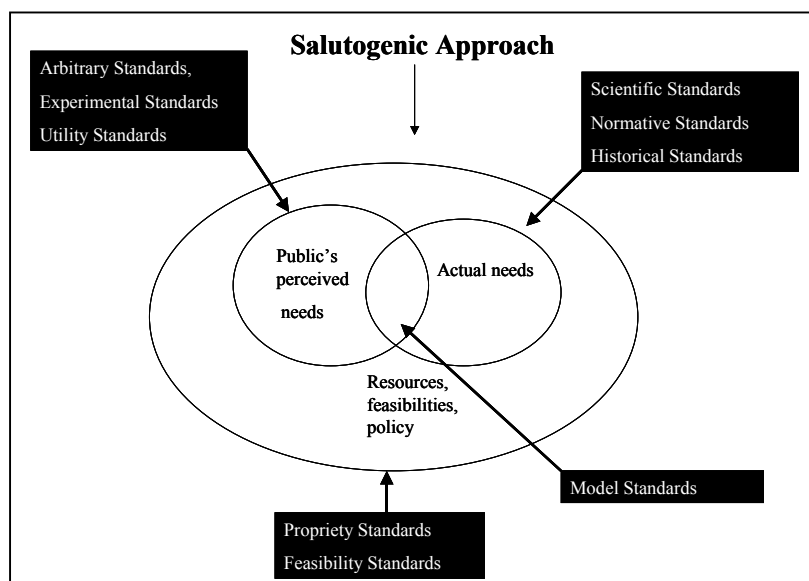 Salutogenic Approach
Arbitrary Standards,
Experimental Standards
Utility Standards
Scientific Standards
Normative Standards
Historical Standards
Public's
perceived
needs
Actual needs
Resources,
feasibilities,
policy
Model Standards
Propriety Standards
Feasibility Standards